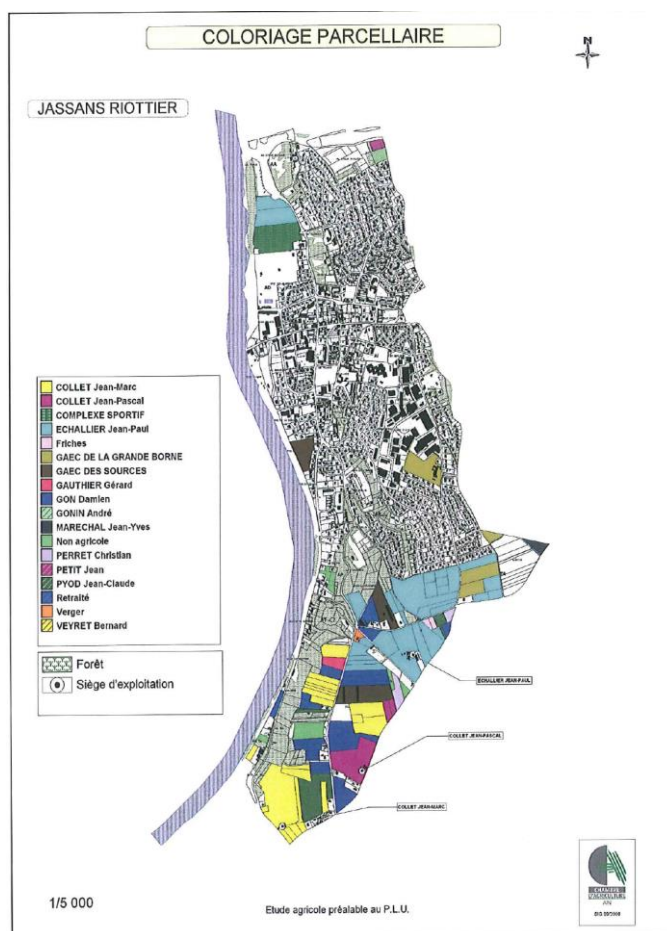 COLORIAGE PARCELLAIRE
N
JASSANS RIOTTIER
COLLET Jean-Marc
COLLET Jean-Pascal
COMPLEXE SPORTIF
ECHALLIER Jean-Paul
Friches
GAEC DE LA GRANDE BORNE
GAEC DES SOURCES
GAUTHIER Gérard
GON Damien
GONIN André
MARECHAL Jean-Yves
Non agricole
PERRET Christian
PETIT Jean
PYOD Jean-Claude
Retraité
Verger
VEYRET Bernard
Forêt
Siège d'exploitation
ECHALLIER JEAN-PAUL
COLLET JEAN-PASCAL
COLLET JEAN-MARC
1/5 000
Etude agricole préalable au P.L.U.
CHAMBRE
D'AGRICULTURE
AIN